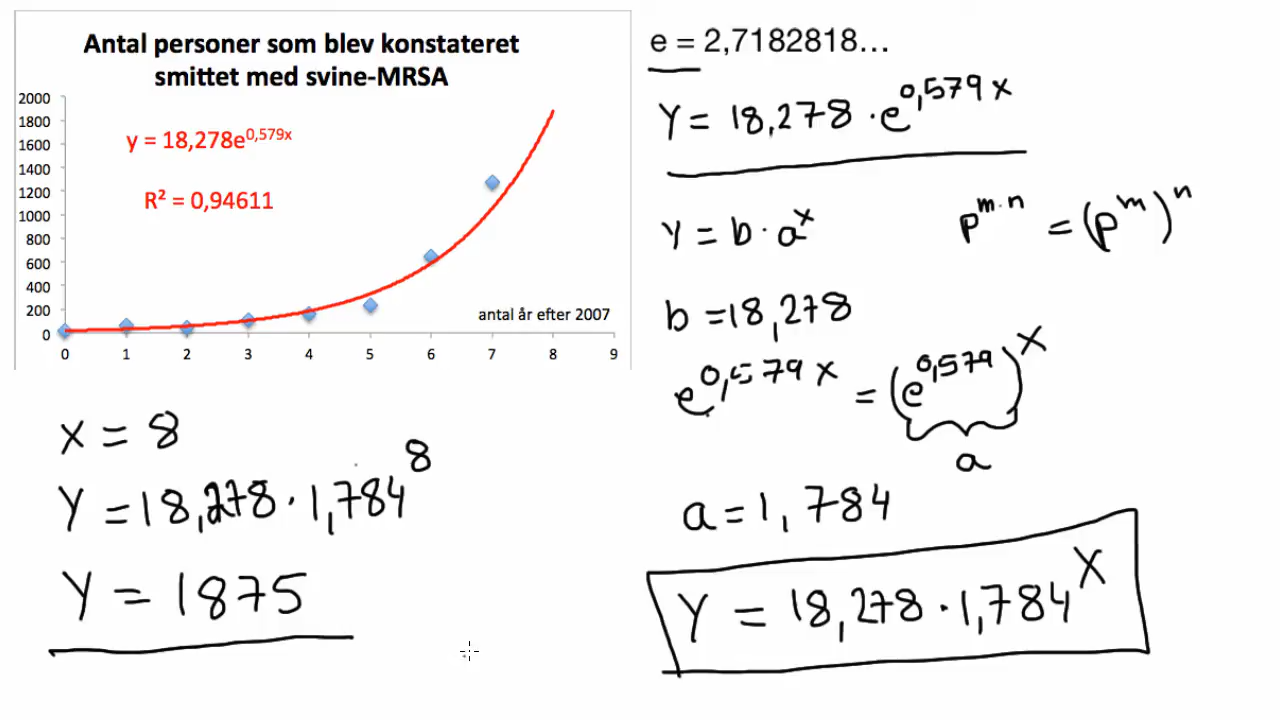 Antal personer som blev konstateret
smittet med svine-MRSA
2000
1800
1600
1400
1200
1000
800
600
400
200
0
y = 18,278e^0,579x
R² = 0,94611
antal år efter 2007
0 1 2 3 4 5 6 7 8 9
x = 8
Y = 18,278 · 1,784^8
Y = 1875
e = 2,7182818...
Y = 18,278 · e^0,579x
Y = b · a^x
p^m·n = (p^m)^n
b = 18,278
e^0,579x = (e^0,579)^x
a
a = 1,784
Y = 18,278 · 1,784^x